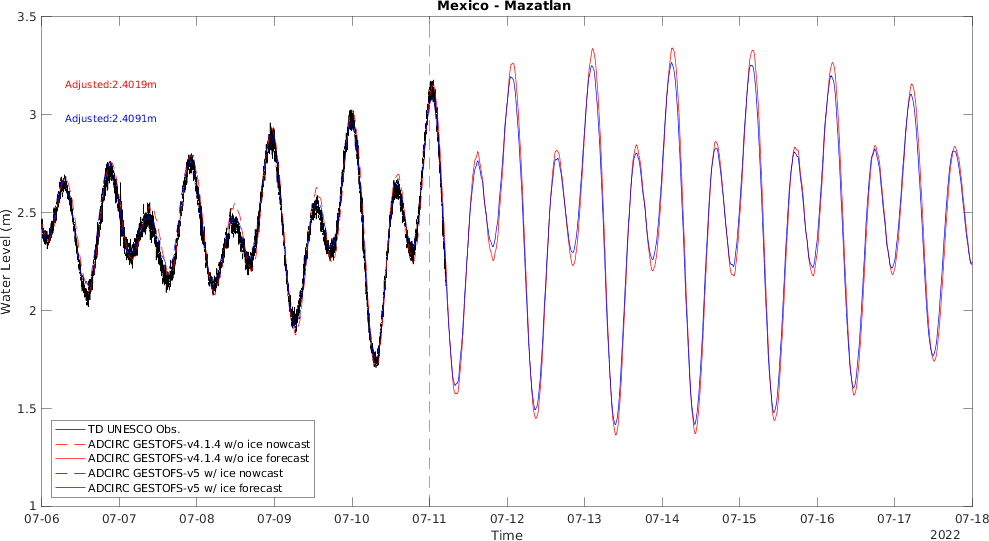 Mexico - Mazatlan
3.5
3
2.5
2
1.5
1
Water Level (m)
Adjusted:2.4019m
Adjusted:2.4091m
TD UNESCO Obs.
ADCIRC GESTOFS-v4.1.4 w/o ice nowcast
ADCIRC GESTOFS-v4.1.4 w/o ice forecast
ADCIRC GESTOFS-v5 w/ ice nowcast
ADCIRC GESTOFS-v5 w/ ice forecast
07-06 07-07 07-08 07-09 07-10 07-11 07-12 07-13 07-14 07-15 07-16 07-17 07-18
Time
2022